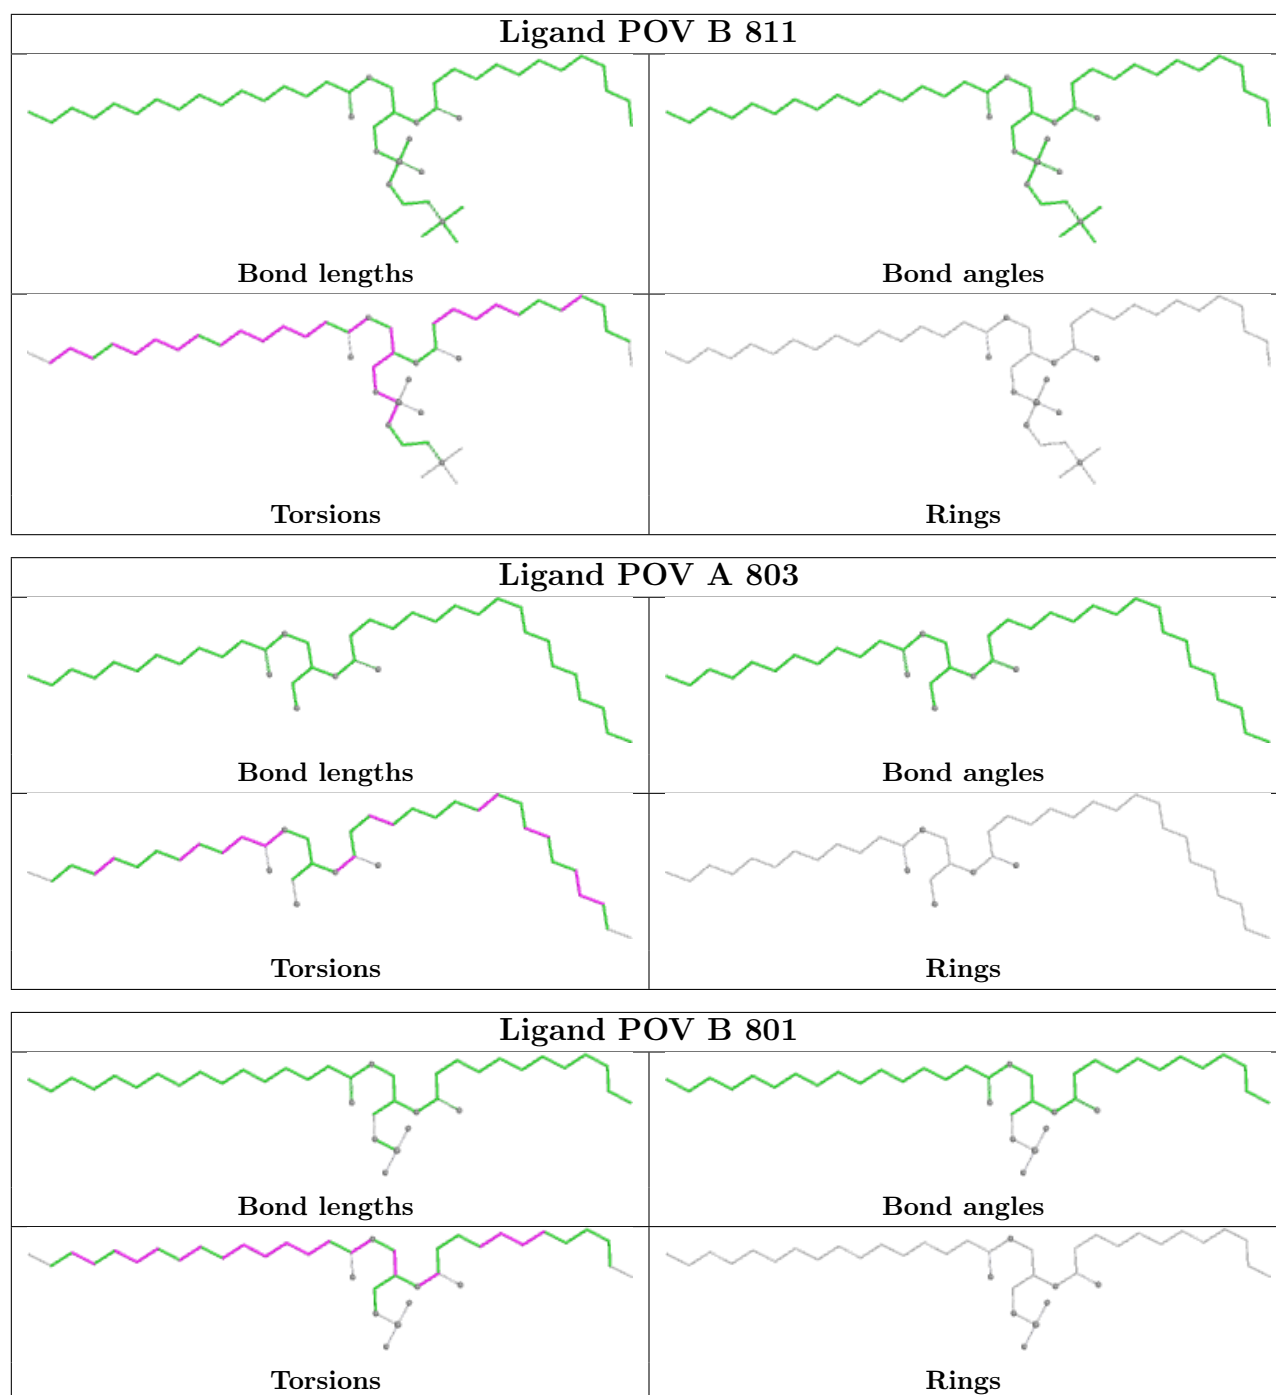 Ligand POV B 811
Bond lengths
Bond angles
Torsions
Rings
Ligand POV A 803
Bond lengths
Bond angles
Torsions
Rings
Ligand POV B 801
Bond lengths
Bond angles
Torsions
Rings